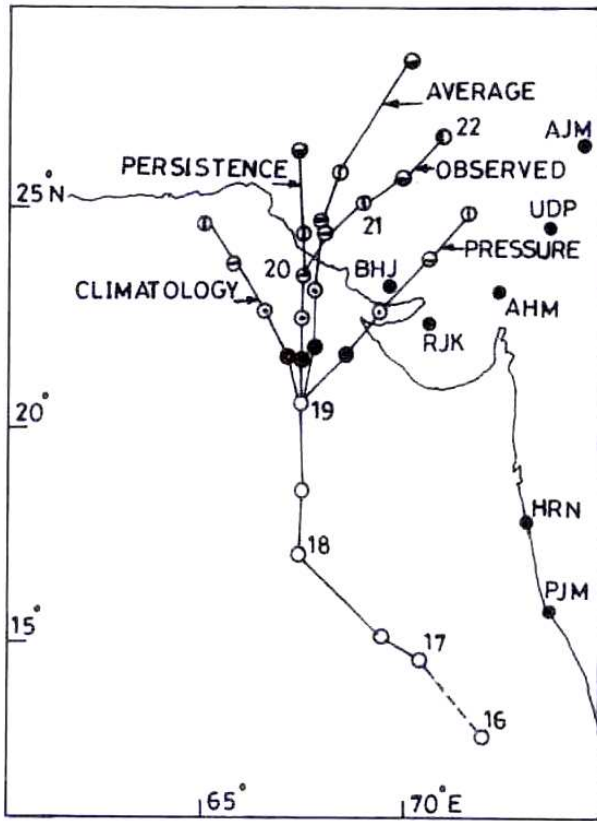 AVERAGE
22
AJM
PERSISTENCE
OBSERVED
25°N
21
UDP
20
PRESSURE
BHJ
CLIMATOLOGY
AHM
RJK
19
20°
HRN
18
PJM
15°
17
16
65°
70°E